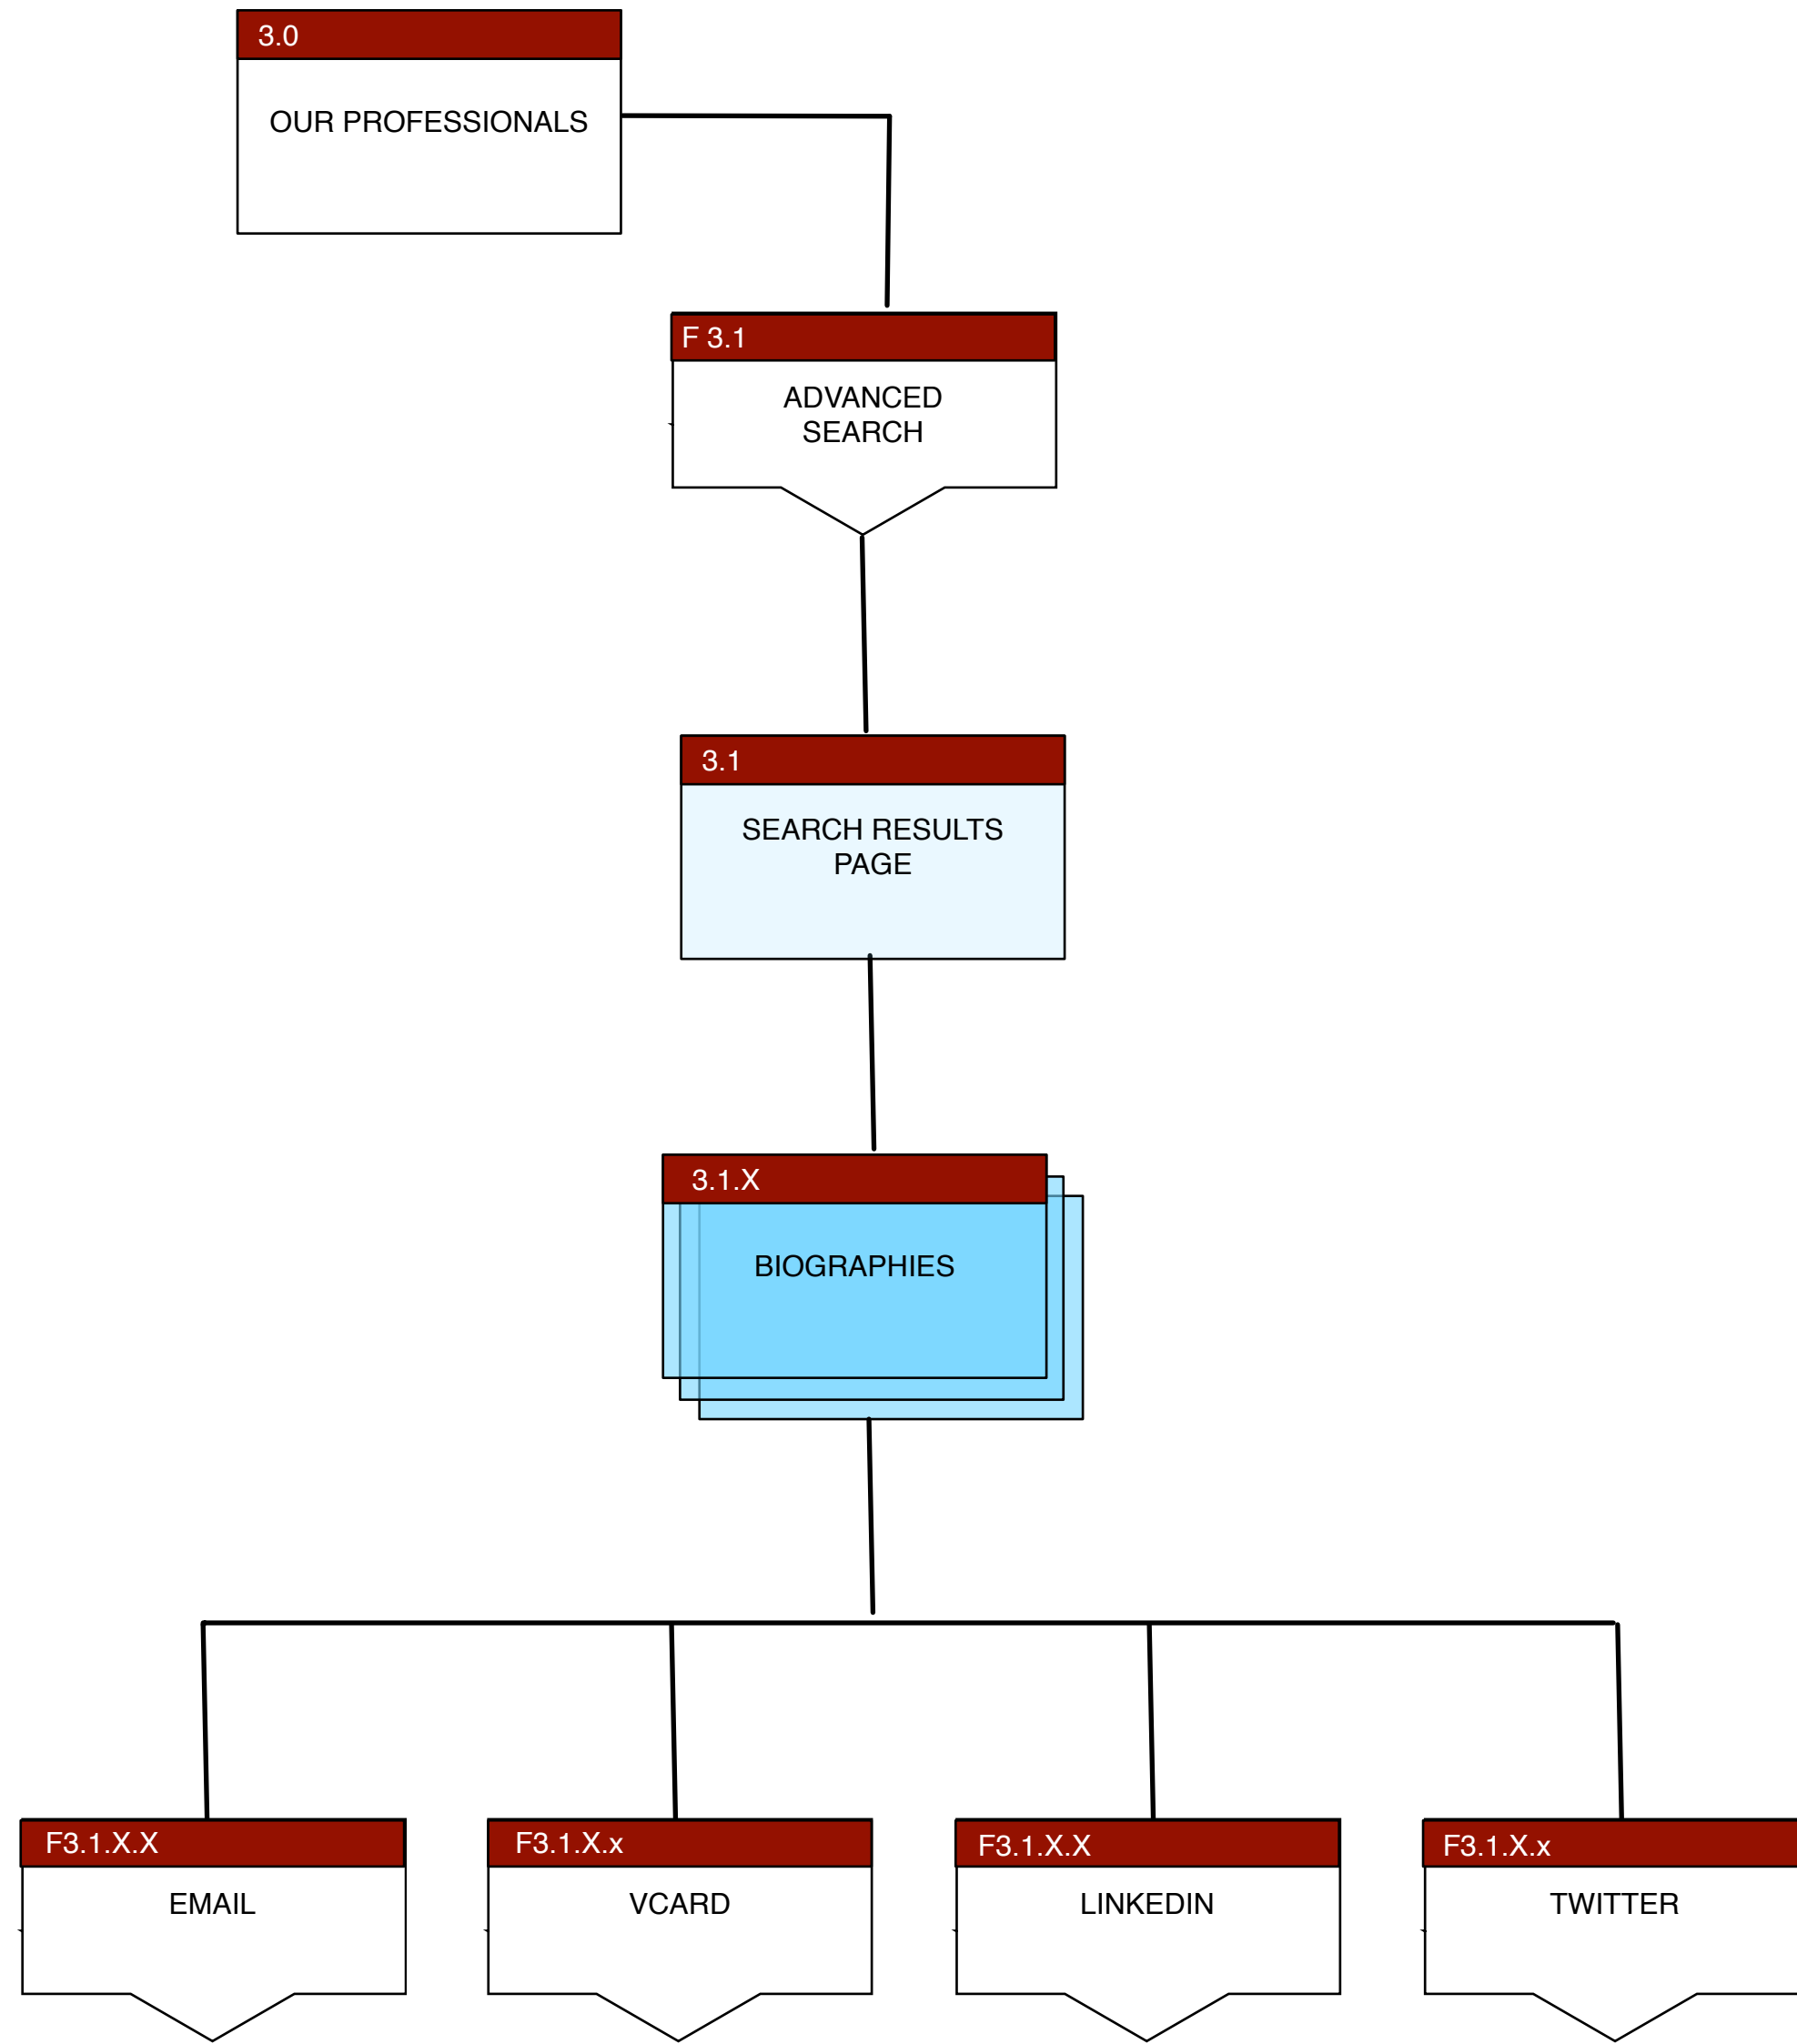 3.0
OUR PROFESSIONALS
F 3.1
ADVANCED
SEARCH
3.1
SEARCH RESULTS
PAGE
3.1.X
BIOGRAPHIES
F3.1.X.X
EMAIL
F3.1.X.x
VCARD
F3.1.X.X
LINKEDIN
F3.1.X.x
TWITTER